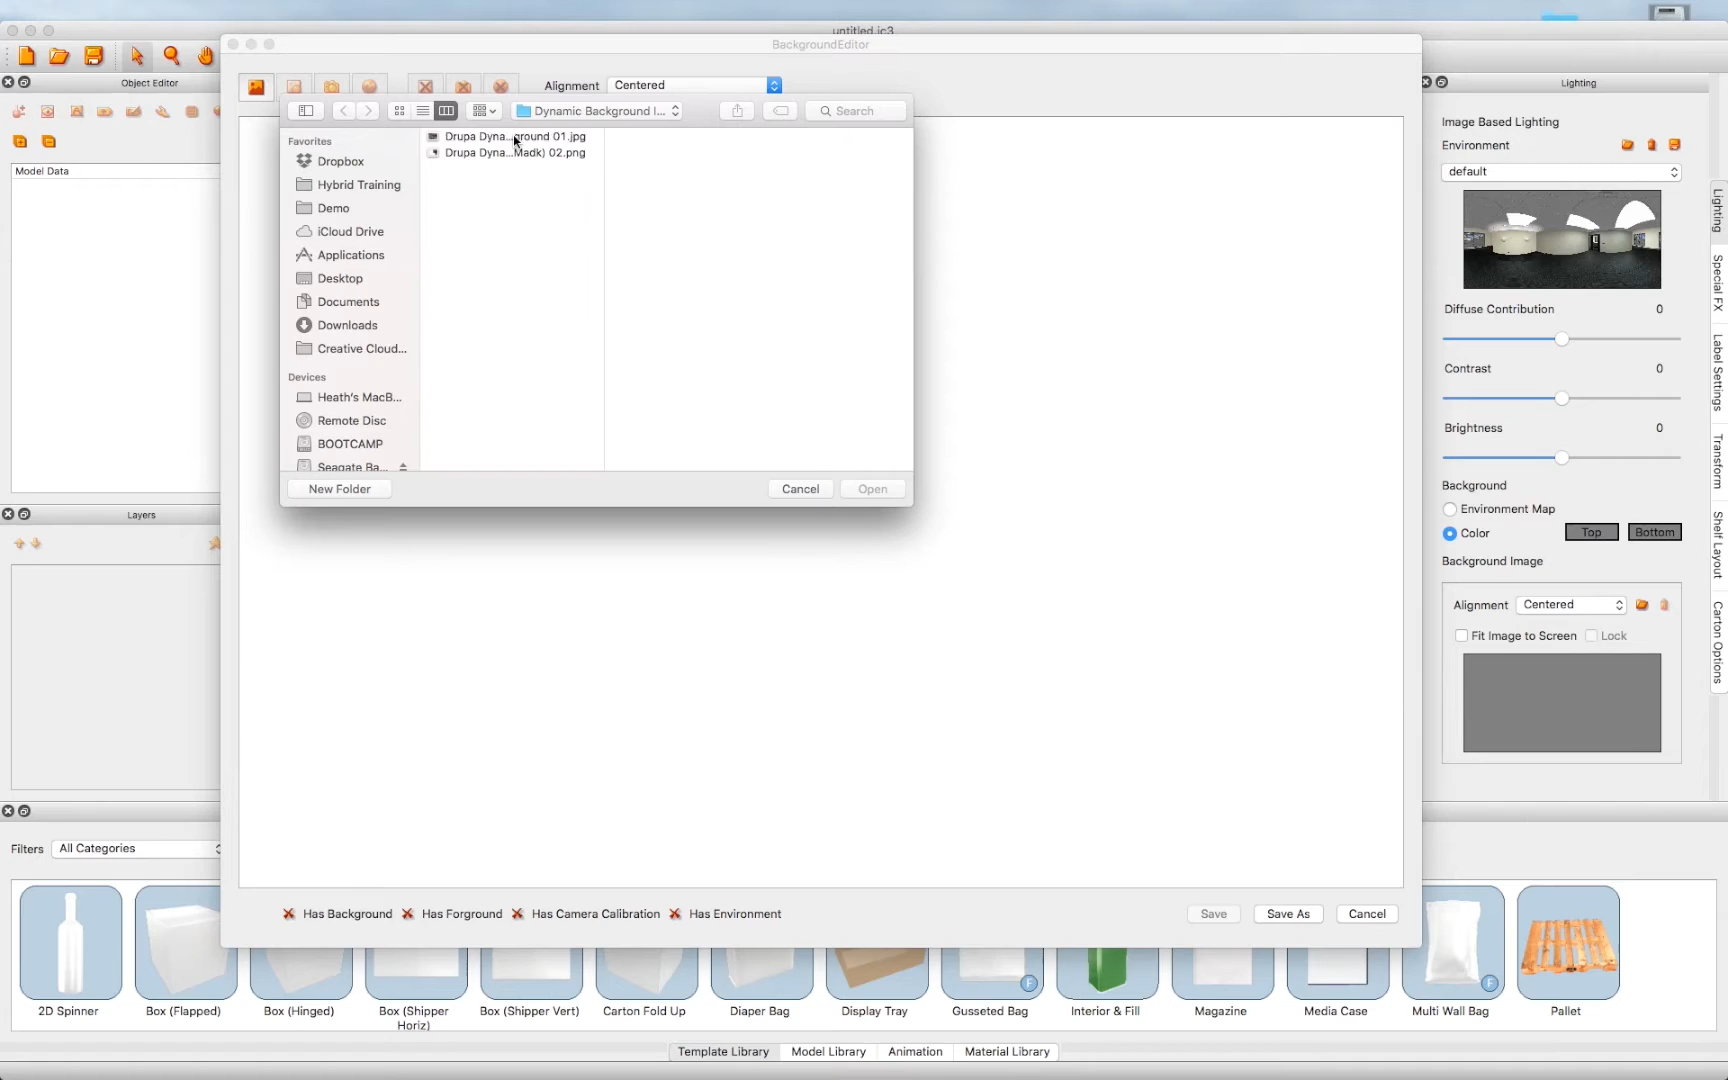 untitled.ic3
BackgroundEditor
Object Editor
Alignment
Centered
Lighting
Dynamic Background I...
Search
Image Based Lighting
Environment
default
Model Data
Favorites
Dropbox
Hybrid Training
Demo
iCloud Drive
Applications
Desktop
Documents
Downloads
Creative Cloud...
Devices
Heath's MacB...
Remote Disc
BOOTCAMP
Seagate Ba...
Drupa Dyna...ground 01.jpg
Drupa Dyna...Madk) 02.png
New Folder
Cancel
Open
Diffuse Contribution 0
Contrast 0
Brightness 0
Background
Environment Map
Color
Top
Bottom
Background Image
Alignment
Centered
Fit Image to Screen
Lock
Lighting
Special FX
Label Settings
Transform
Shelf Layout
Carton Options
Layers
Has Background
Has Forground
Has Camera Calibration
Has Environment
Save
Save As
Cancel
Filters
All Categories
F
F
2D Spinner
Box (Flapped)
Box (Hinged)
Box (Shipper
Horiz)
Box (Shipper Vert)
Carton Fold Up
Diaper Bag
Display Tray
Gusseted Bag
Interior & Fill
Magazine
Media Case
Multi Wall Bag
Pallet
Template Library
Model Library
Animation
Material Library